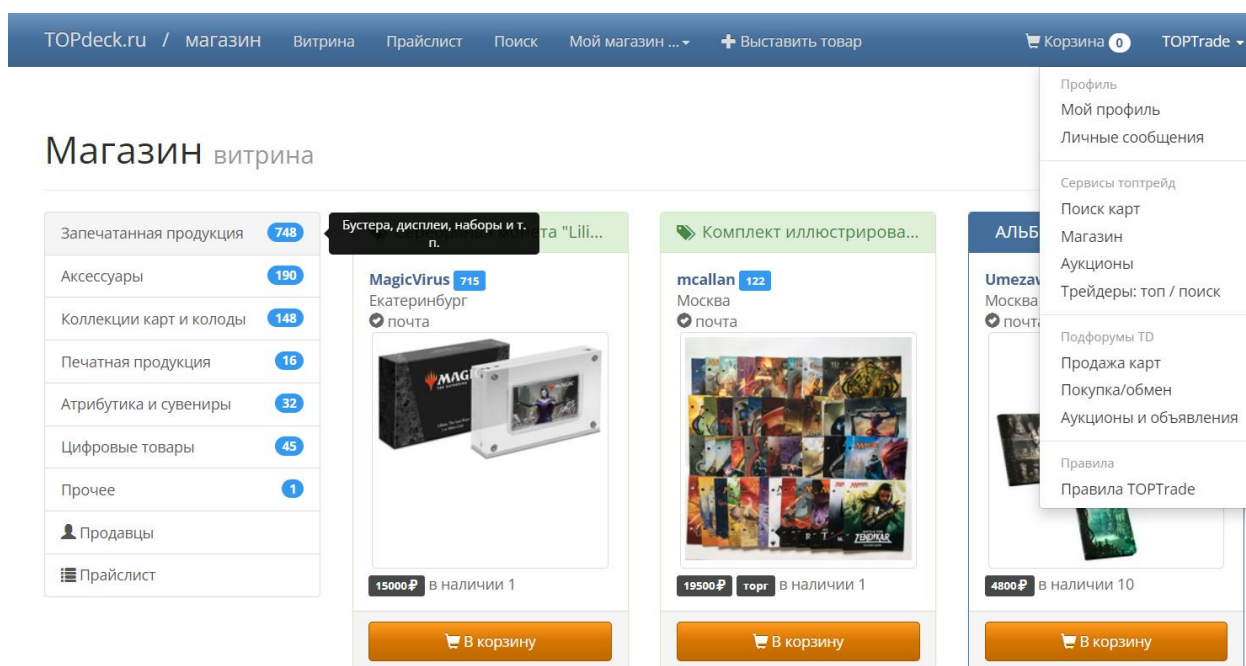 TOPdeck.ru / магазин Витрина Прайслист Поиск Мой магазин ... Выставить товар Корзина 0 TOPTrade
Профиль
Мой профиль
Личные сообщения
Сервисы топтрейд
Поиск карт
Магазин
Аукционы
Трейдеры: топ / поиск
Подфорумы TD
Продажа карт
Покупка/обмен
Аукционы и объявления
Правила
Правила TOPTrade
Магазин витрина
Запечатанная продукция 748
Аксессуары 190
Коллекции карт и колоды 148
Печатная продукция 16
Атрибутика и сувениры 32
Цифровые товары 45
Прочее 1
Продавцы
Прайслист
Бустера, дисплеи, наборы и т.
п.
"Lili...
MagicVirus 715
Екатеринбург
почта
15000₽ в наличии 1
В корзину
Комплект иллюстрирова...
mcallan 122
Москва
почта
ZENDIKAR
19500₽ торг в наличии 1
В корзину
АЛЬБ
Umezaw
Москва
почта
4800₽ в наличии 10
В корзину